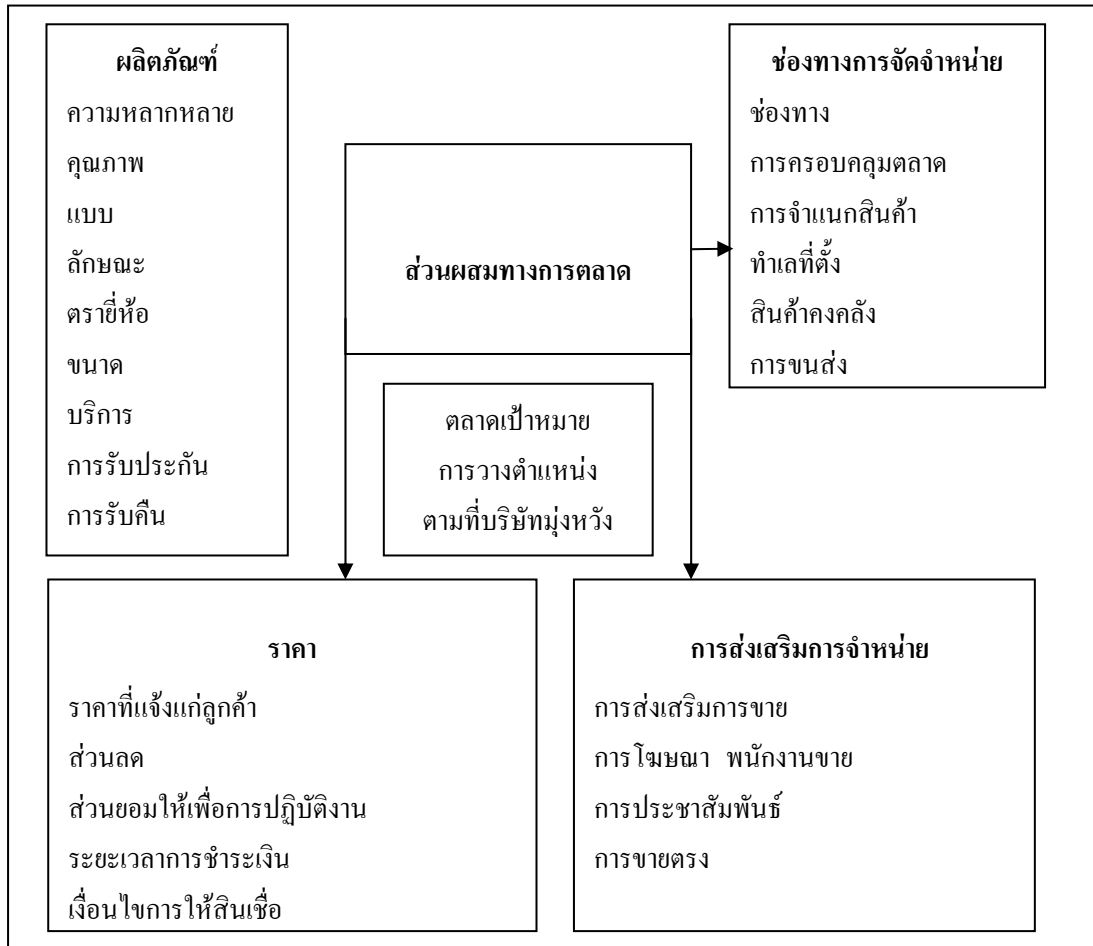 ผลิตภัณฑ์
ความหลากหลาย
คุณภาพ
แบบ
ลักษณะ
ตรายี่ห้อ
ขนาด
บริการ
การรับประกัน
การรับคืน
ส่วนผสมทางการตลาด
ช่องทางการจัดจำหน่าย
ช่องทาง
การครอบคลุมตลาด
การจำแนกสินค้า
ทำเลที่ตั้ง
สินค้าคงคลัง
การขนส่ง
ตลาดเป้าหมาย
การวางตำแหน่ง
ตามที่บริษัทมุ่งหวัง
ราคา
ราคาที่แจ้งแก่ลูกค้า
ส่วนลด
ส่วนยอมให้เพื่อการปฏิบัติงาน
ระยะเวลาการชำระเงิน
เงื่อนไขการให้สินเชื่อ
การส่งเสริมการจำหน่าย
การส่งเสริมการขาย
การโฆษณา พนักงานขาย
การประชาสัมพันธ์
การขายตรง